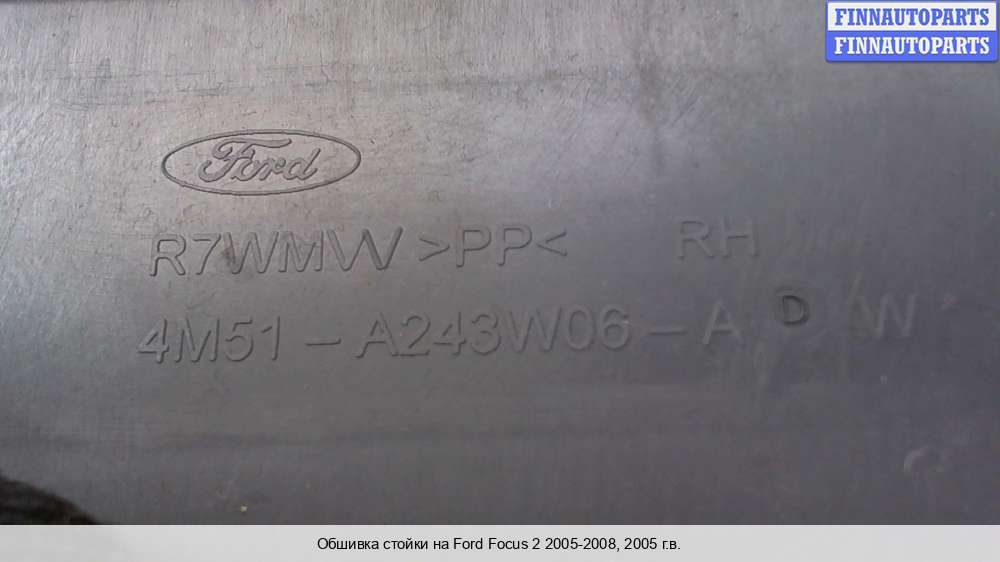 FINNAUTOPARTS
FINNAUTOPARTS
Ford
R7WMW >PP< RH
4M51-A243W06-A D W
Обшивка стойки на Ford Focus 2 2005-2008, 2005 г.в.